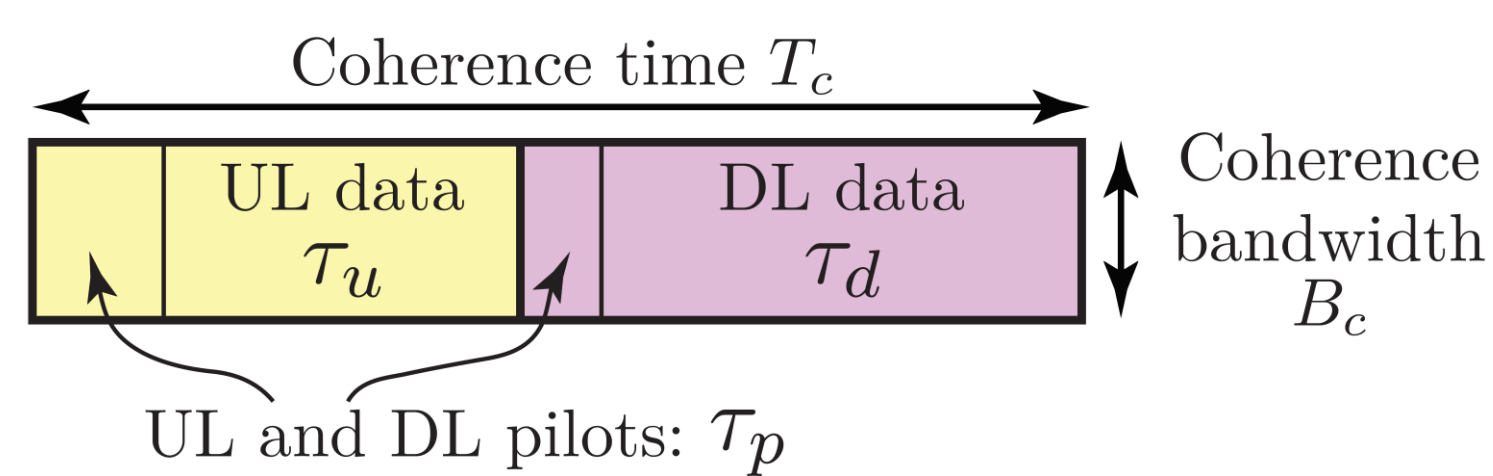 Coherence time T_c
UL data
τ_u
DL data
τ_d
Coherence
bandwidth
B_c
UL and DL pilots: τ_p